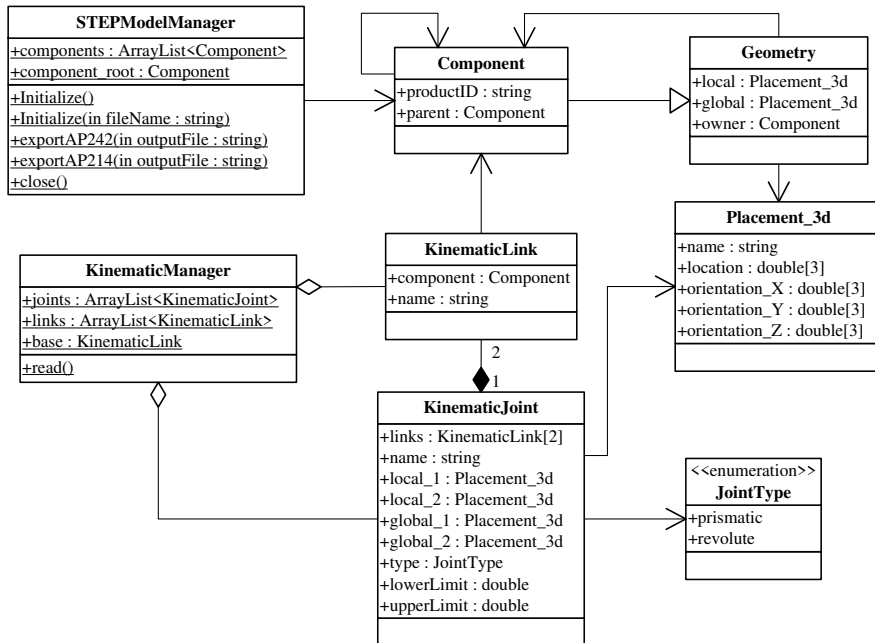 STEPModelManager
+components : ArrayList<Component>
+component_root : Component
+Initialize()
+Initialize(in fileName : string)
+exportAP242(in outputFile : string)
+exportAP214(in outputFile : string)
+close()
Component
+productID : string
+parent : Component
Geometry
+local : Placement_3d
+global : Placement_3d
+owner : Component
Placement_3d
+name : string
+location : double[3]
+orientation_X : double[3]
+orientation_Y : double[3]
+orientation_Z : double[3]
KinematicManager
+joints : ArrayList<KinematicJoint>
+links : ArrayList<KinematicLink>
+base : KinematicLink
+read()
KinematicLink
+component : Component
+name : string
2
1
KinematicJoint
+links : KinematicLink[2]
+name : string
+local_1 : Placement_3d
+local_2 : Placement_3d
+global_1 : Placement_3d
+global_2 : Placement_3d
+type : JointType
+lowerLimit : double
+upperLimit : double
<<enumeration>>
JointType
+prismatic
+revolute